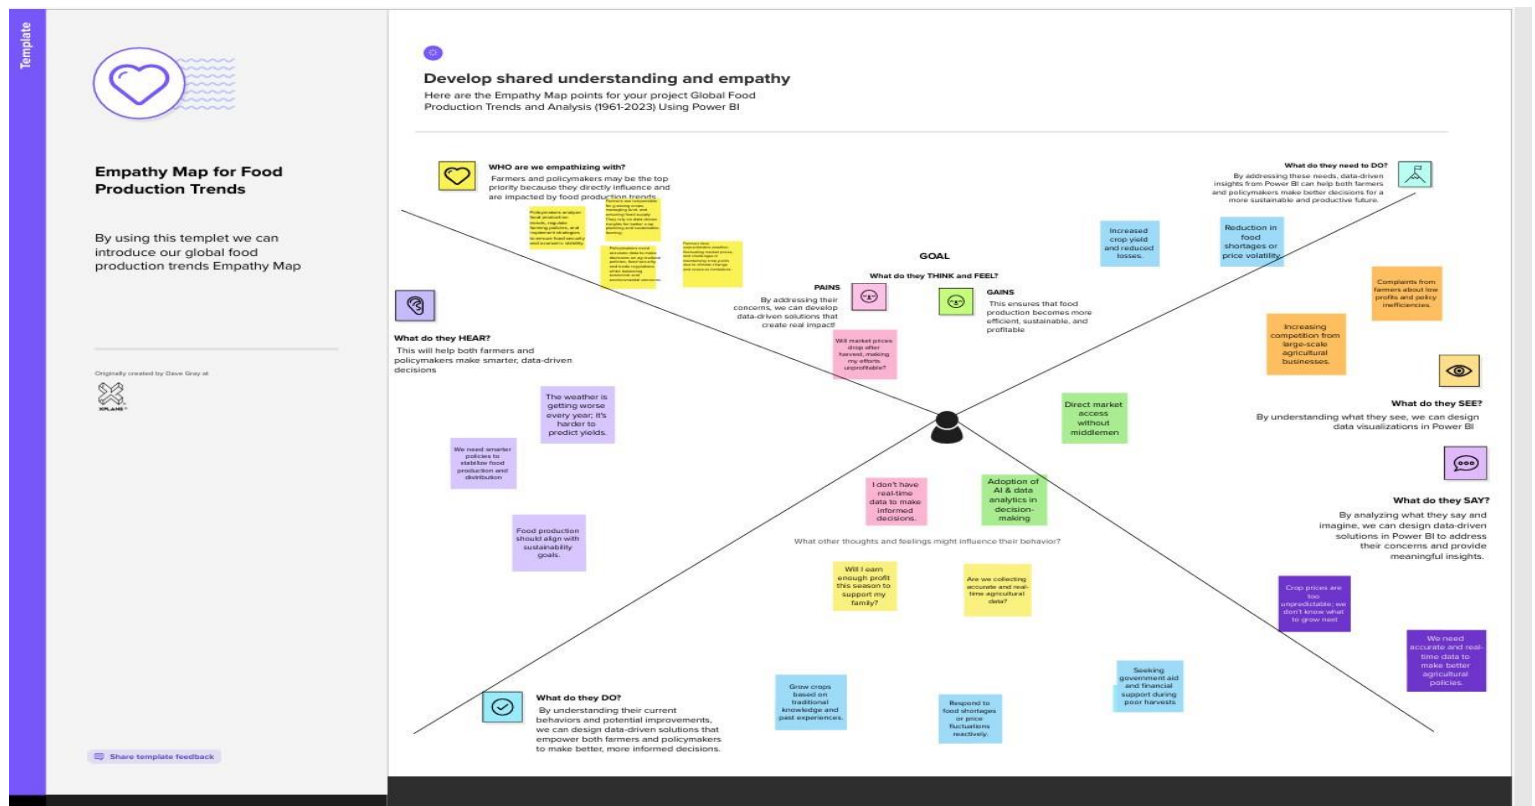 Template
Empathy Map for Food
Production Trends
By using this templet we can
introduce our global food
production trends Empathy Map
Originally created by Dave Gray at
XPLANE
Share template feedback
Develop shared understanding and empathy
Here are the Empathy Map points for your project Global Food
Production Trends and Analysis (1961-2023) Using Power BI
WHO are we empathizing with?
Farmers and policymakers may be the top
priority because they directly influence and
are impacted by food production trends
Policymakers analyze
food production
trends, regulate
farming policies, and
implement strategies
to ensure food security
and economic stability.
What do they need to DO?
By addressing these needs, data-driven
insights from Power BI can help both farmers
and policymakers make better decisions for a
more sustainable and productive future.
Increased
crop yield
and reduced
losses.
Reduction in
food
shortages or
price volatility
GOAL
What do they THINK and FEEL?
PAINS
By addressing their
concerns, we can develop
data-driven solutions that
create real impact!
GAINS
This ensures that food
production becomes more
efficient, sustainable, and
profitable
Will market prices
drop after
harvest, making
my efforts
unprofitable?
Complaints from
farmers about low
profits and policy
inefficiencies.
Increasing
competition from
large-scale
agricultural
businesses.
What do they HEAR?
This will help both farmers and
policymakers make smarter, data-driven
decisions
The weather is
getting worse
every year; it's
harder to
predict yields.
We need smarter
policies to
stabilize food
production and
distribution
Food production
should align with
sustainability
goals.
Direct market
access
without
middlemen
What do they SEE?
By understanding what they see, we can design
data visualizations in Power BI
I don't have
real-time
data to make
informed
decisions.
Adoption of
AI & data
analytics in
decision-
making
What other thoughts and feelings might influence their behavior?
Will I earn
enough profit
this season to
support my
family?
Are we collecting
accurate and real-
time agricultural
data?
What do they SAY?
By analyzing what they say and
imagine, we can design data-driven
solutions in Power BI to address
their concerns and provide
meaningful insights.
Crop prices are
too
unpredictable; we
don't know what
to grow next
We need
accurate and real-
time data to
make better
agricultural
policies.
What do they DO?
By understanding their current
behaviors and potential improvements,
we can design data-driven solutions that
empower both farmers and policymakers
to make better, more informed decisions.
Grow crops
based on
traditional
knowledge and
past experiences.
Respond to
food shortages
or price
fluctuations
reactively.
Seeking
government aid
and financial
support during
poor harvests